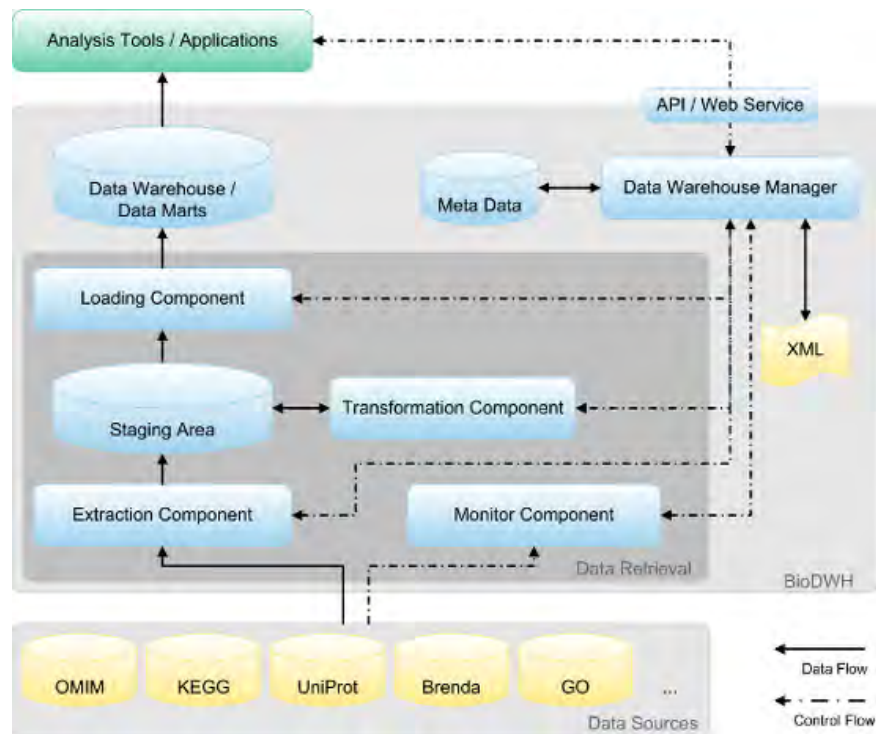 Analysis Tools / Applications
API / Web Service
Data Warehouse /
Data Marts
Meta Data
Data Warehouse Manager
Loading Component
XML
Staging Area
Transformation Component
Extraction Component
Monitor Component
Data Retrieval
BioDWH
OMIM
KEGG
UniProt
Brenda
GO
...
Data Sources
Data Flow
Control Flow